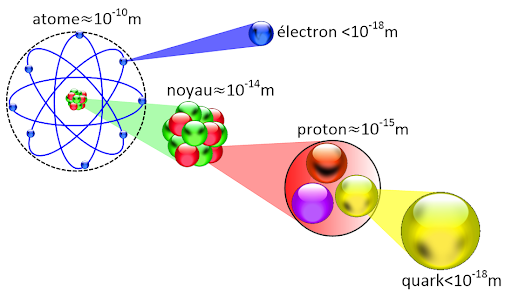 atome≈10⁻¹⁰m
électron <10⁻¹⁸m
noyau≈10⁻¹⁴m
proton≈10⁻¹⁵m
quark<10⁻¹⁸m